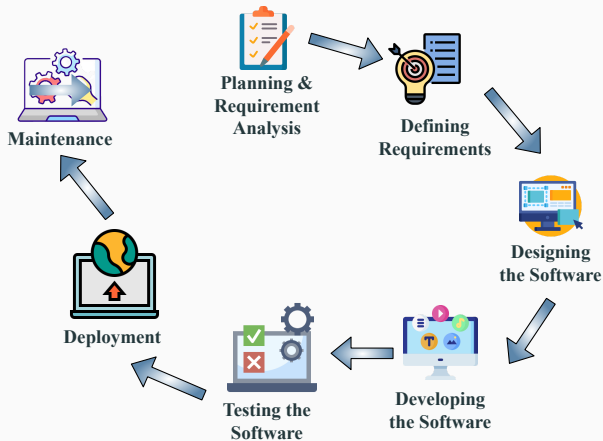 Planning &
Requirement
Analysis
Defining
Requirements
Designing
the Software
Developing
the Software
Testing the
Software
Deployment
Maintenance